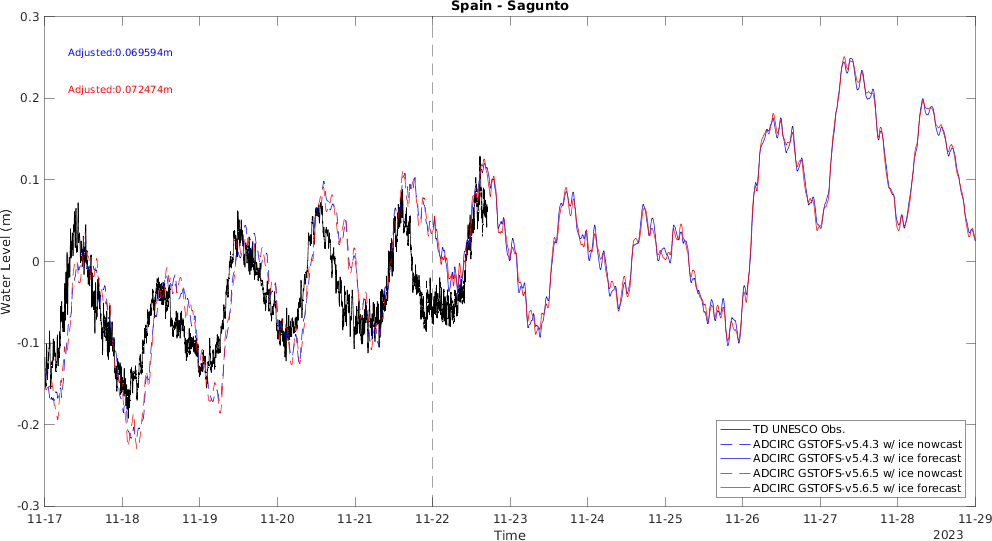 Spain - Sagunto
Adjusted:0.069594m
Adjusted:0.072474m
Water Level (m)
0.3
0.2
0.1
0
-0.1
-0.2
-0.3
TD UNESCO Obs.
ADCIRC GSTOFS-v5.4.3 w/ ice nowcast
ADCIRC GSTOFS-v5.4.3 w/ ice forecast
ADCIRC GSTOFS-v5.6.5 w/ ice nowcast
ADCIRC GSTOFS-v5.6.5 w/ ice forecast
11-17 11-18 11-19 11-20 11-21 11-22 11-23 11-24 11-25 11-26 11-27 11-28 11-29
Time
2023